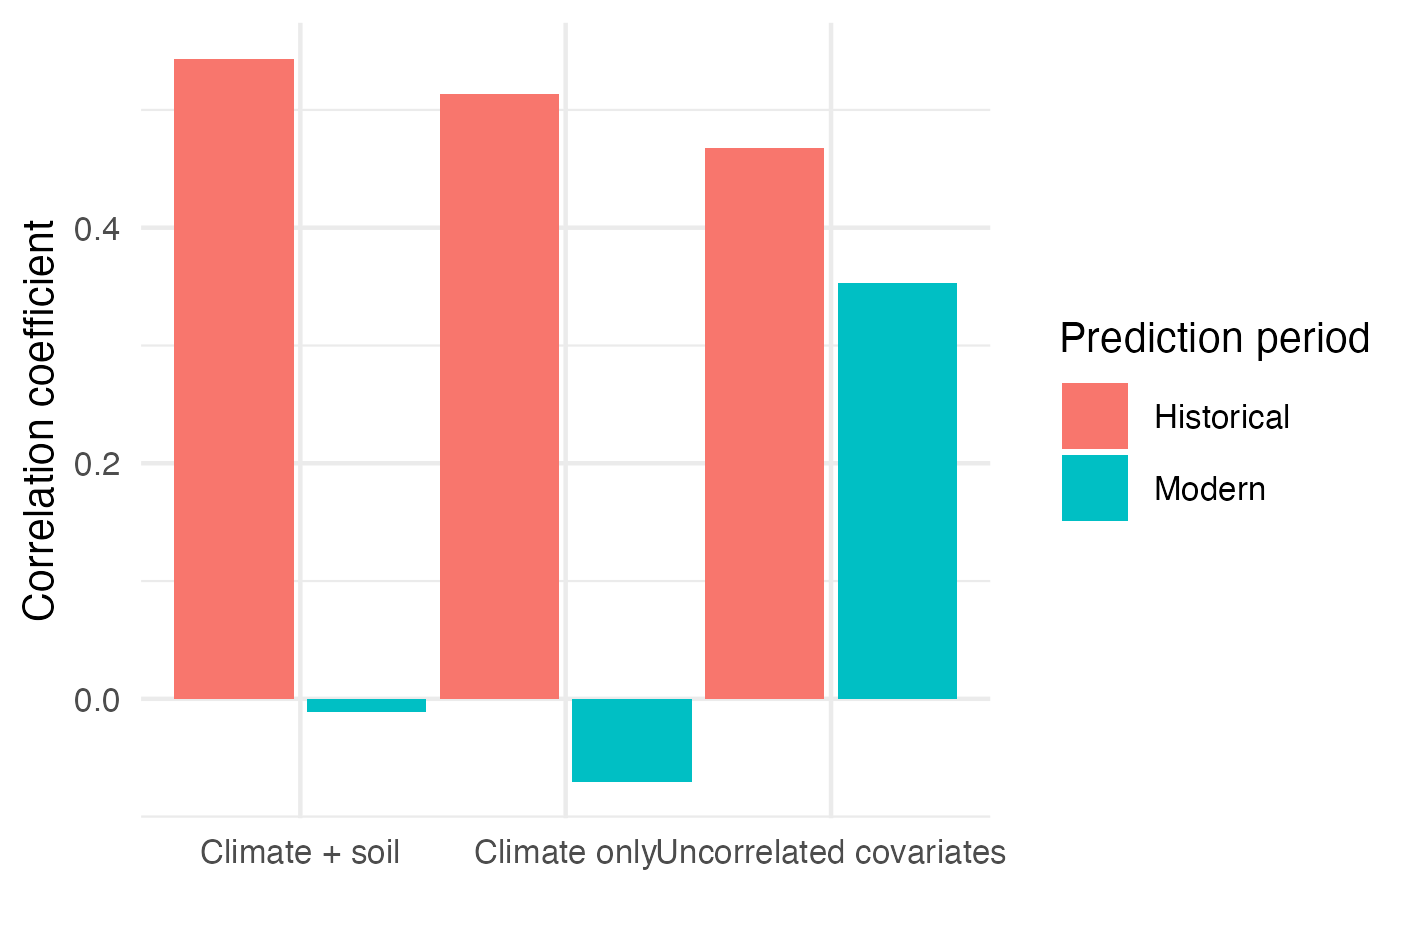 Correlation coefficient
0.4
0.2
0.0
Climate + soil
Climate only
Uncorrelated covariates
Prediction period
Historical
Modern